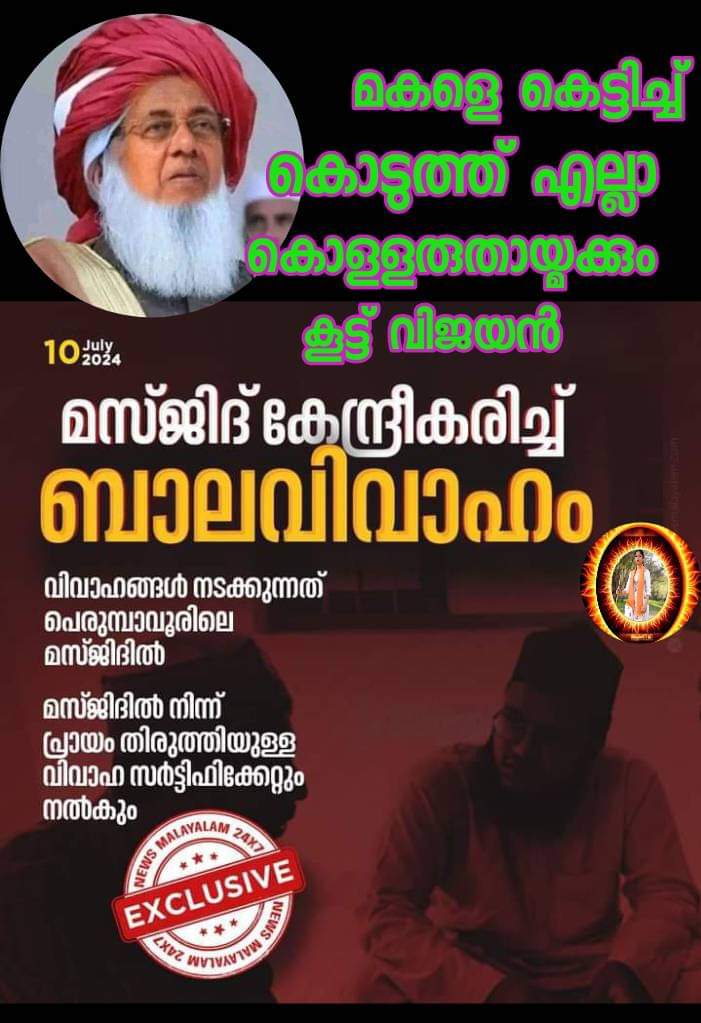 മകളെ കെട്ടിച്ച്
കൊടുത്ത് എല്ലാ
കൊളളരുതായ്മക്കും
കൂട്ട് വിജയൻ
10 July 2024
മസ്ജിദ് കേന്ദ്രീകരിച്ച്
ബാലവിവാഹം
വിവാഹങ്ങൾ നടക്കുന്നത്
പെരുമ്പാവൂരിലെ
മസ്ജിദിൽ
മസ്ജിദിൽ നിന്ന്
പ്രായം തിരുത്തിയുള്ള
വിവാഹ സർട്ടിഫിക്കേറ്റും
നൽകും
NEWS MALAYALAM 24X7
EXCLUSIVE
NEWS MALAYALAM 24X7